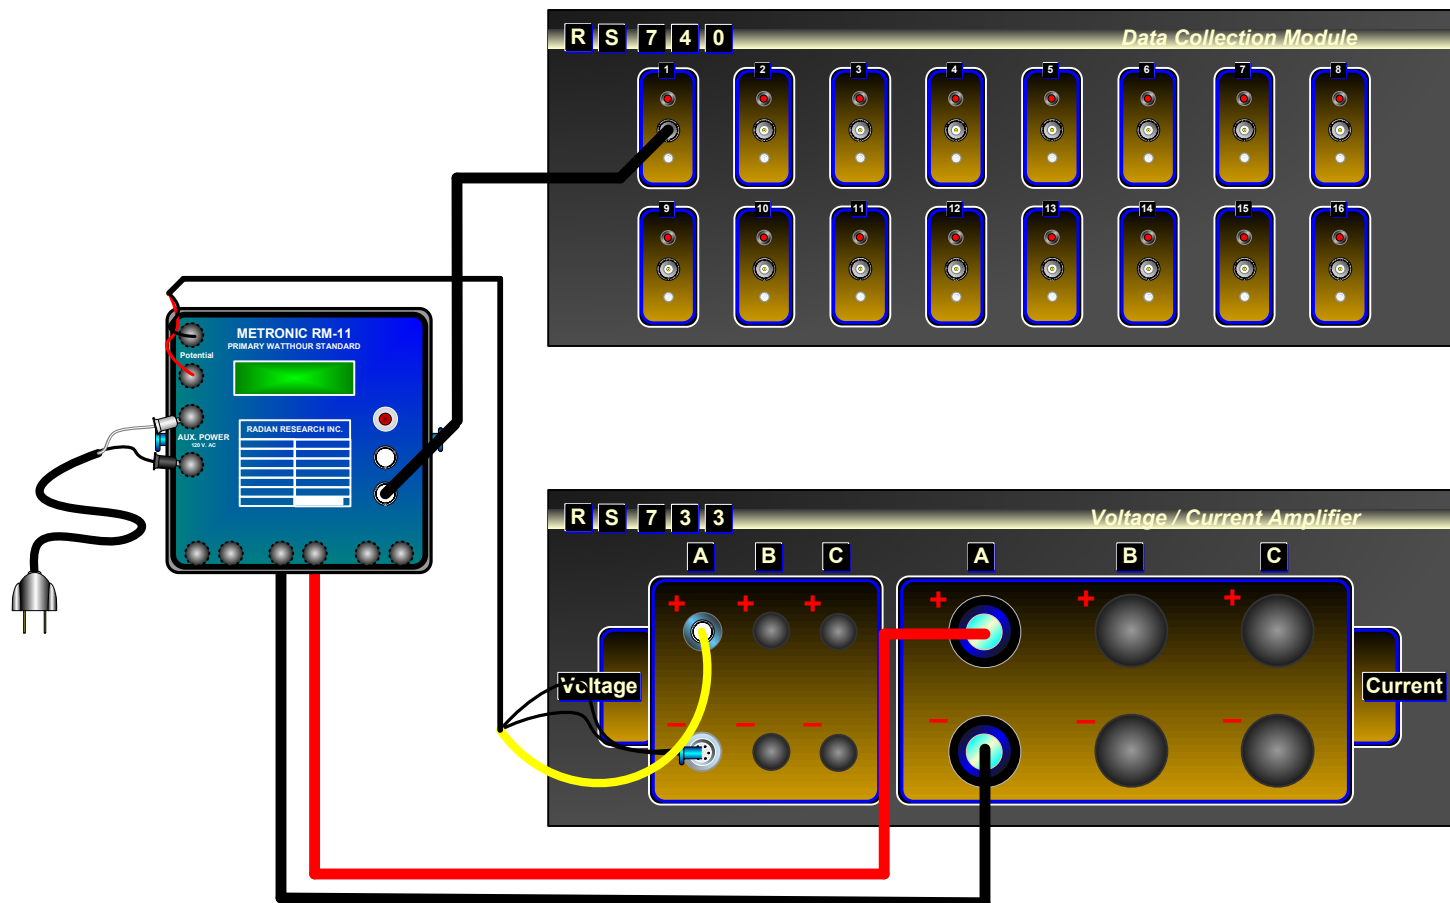 RS740
Data Collection Module
1 2 3 4 5 6 7 8
9 10 11 12 13 14 15 16
METRONIC RM-11
PRIMARY WATTHOUR STANDARD
Potential
AUX. POWER
120 V. AC
RADIAN RESEARCH INC.
RS733
Voltage / Current Amplifier
A B C
A B C
+ + +
+ + +
Voltage
Current
− − −
− − −